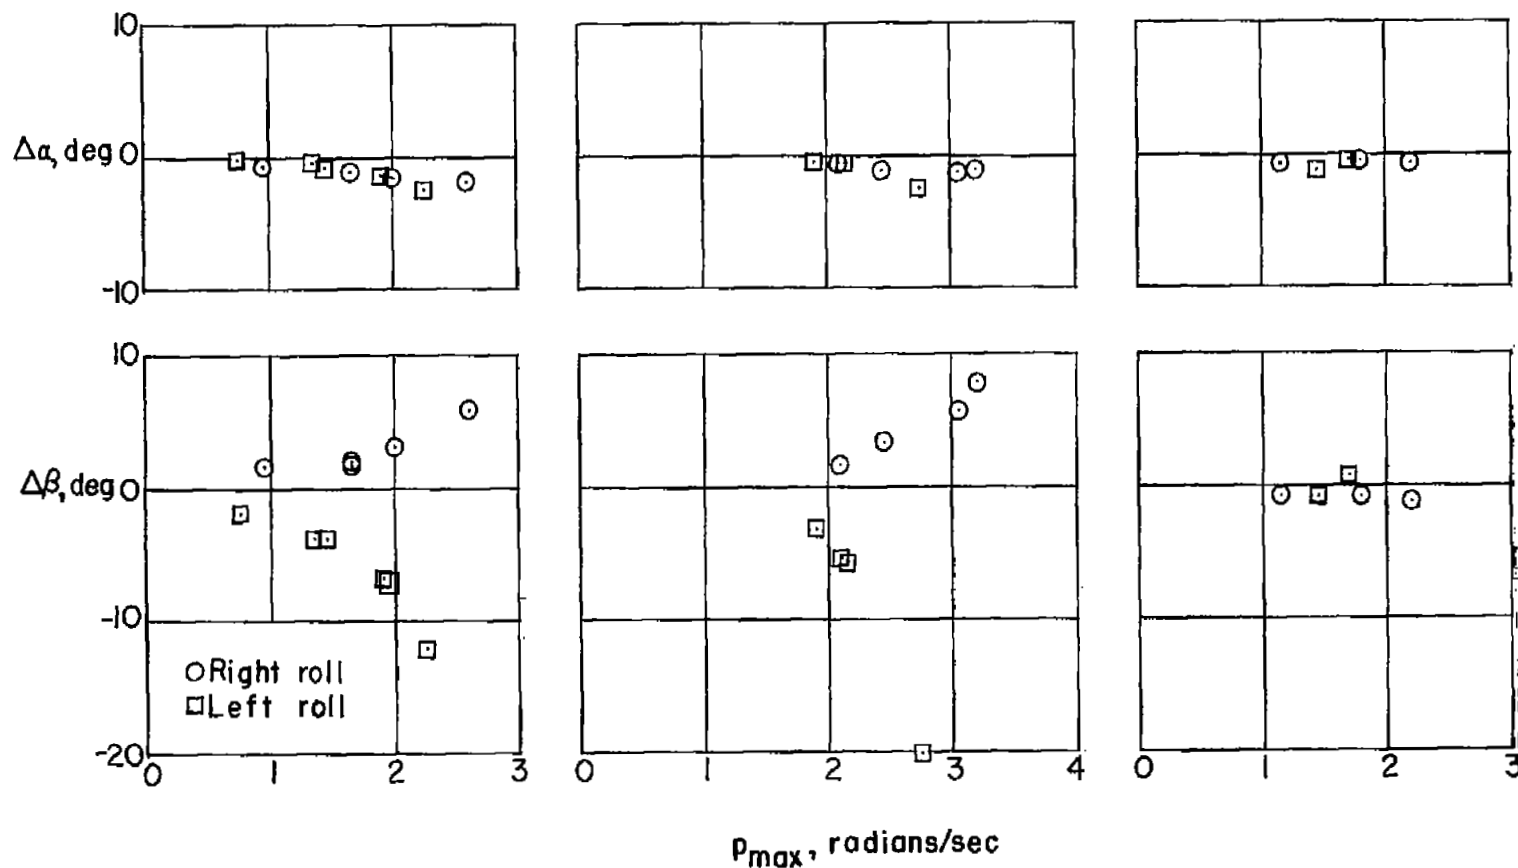 10
Δα, deg 0
-10
10
Δβ, deg 0
-10
○ Right roll
□ Left roll
-20
0 1 2 3 0 1 2 3 4 0 1 2 3
pmax, radians/sec